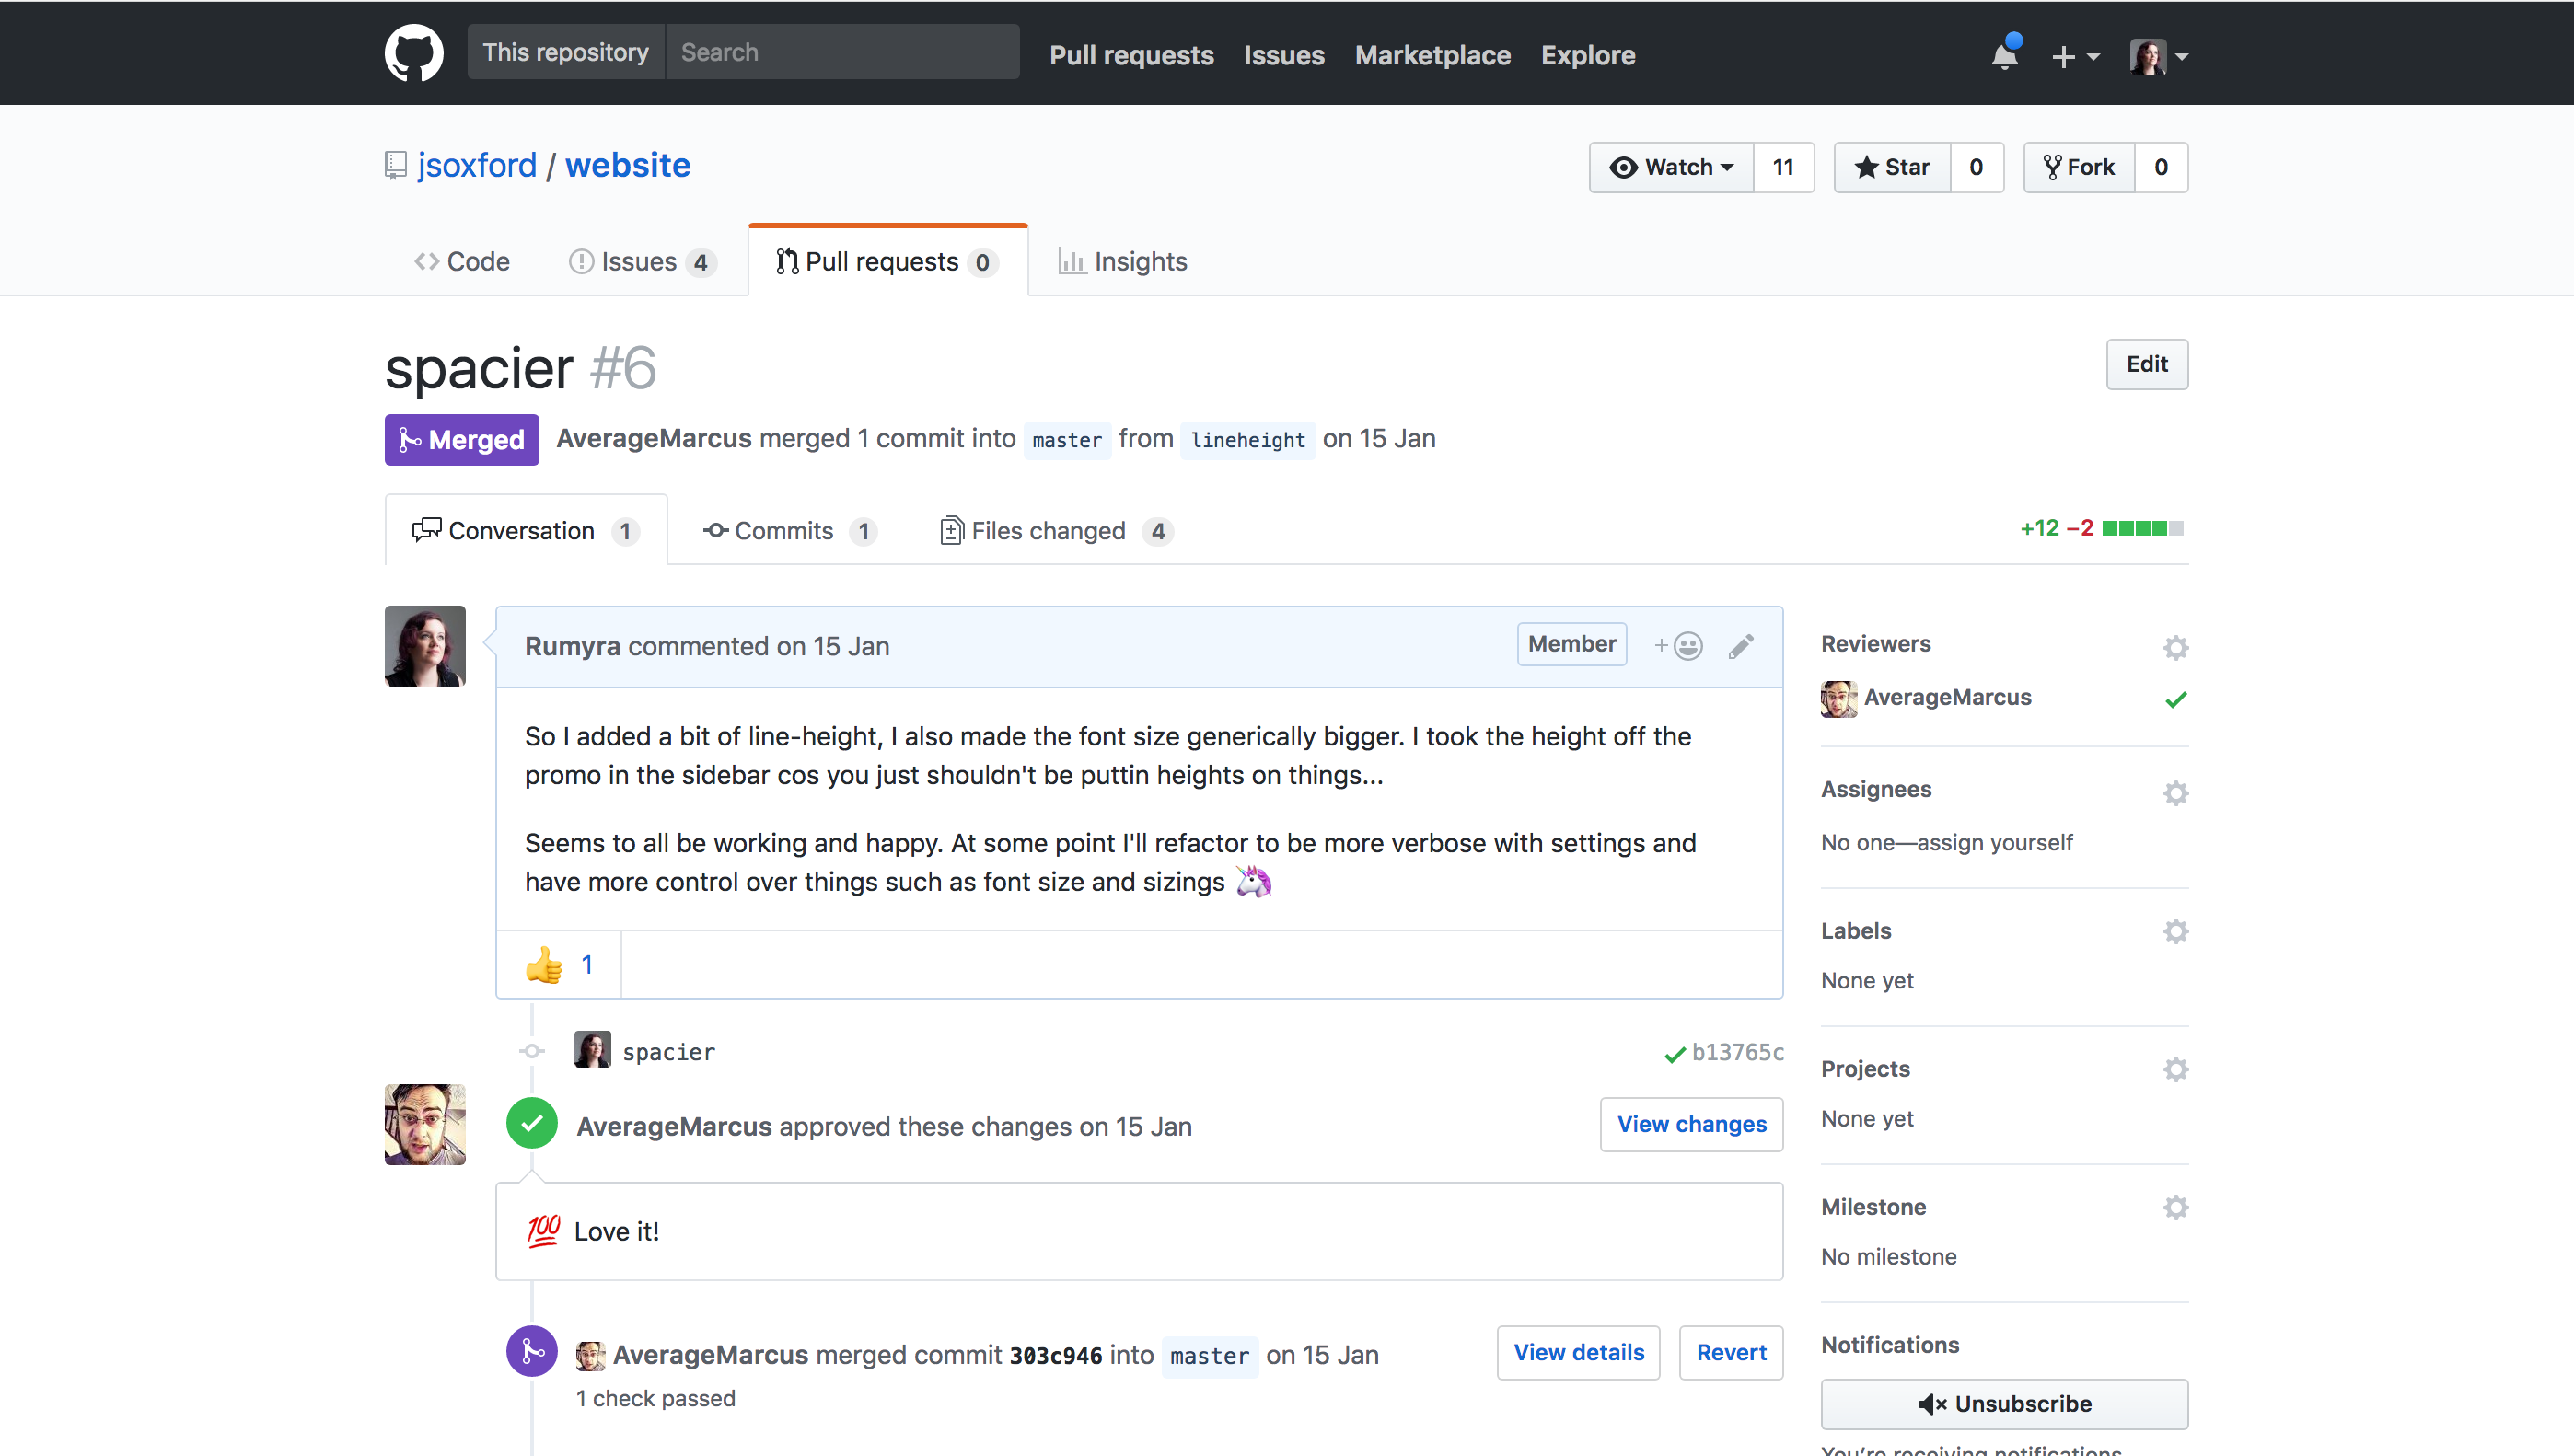 This repository Search Pull requests Issues Marketplace Explore
jsoxford / website
Watch 11 Star 0 Fork 0
Code Issues 4 Pull requests 0 Insights
spacier #6
Edit
Merged AverageMarcus merged 1 commit into master from lineheight on 15 Jan
Conversation 1 Commits 1 Files changed 4
+12 −2
Rumyra commented on 15 Jan
Member
So I added a bit of line-height, I also made the font size generically bigger. I took the height off the
promo in the sidebar cos you just shouldn't be puttin heights on things...
Seems to all be working and happy. At some point I'll refactor to be more verbose with settings and
have more control over things such as font size and sizings 🦄
👍 1
spacier
b13765c
AverageMarcus approved these changes on 15 Jan
View changes
💯 Love it!
AverageMarcus merged commit 303c946 into master on 15 Jan
View details Revert
1 check passed
Reviewers
AverageMarcus
Assignees
No one—assign yourself
Labels
None yet
Projects
None yet
Milestone
No milestone
Notifications
Unsubscribe
You're receiving notifications